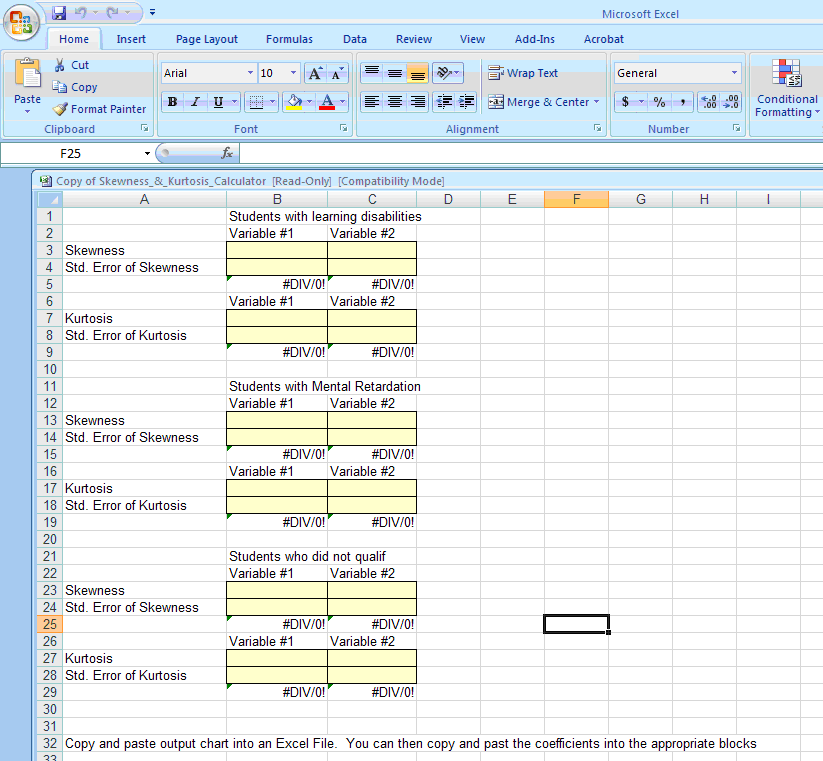 Microsoft Excel
Home Insert Page Layout Formulas Data Review View Add-Ins Acrobat
Paste
Cut
Copy
Format Painter
Clipboard
Arial 10 A A
B I U A
Font
Wrap Text
Merge & Center
Alignment
General
$ % , .00 .00
Number
Conditional
Formatting
F25 fx
Copy of Skewness_&_Kurtosis_Calculator [Read-Only] [Compatibility Mode]
A B C D E F G H I
1 Students with learning disabilities
2 Variable #1 Variable #2
3 Skewness
4 Std. Error of Skewness
5 #DIV/0! #DIV/0!
6 Variable #1 Variable #2
7 Kurtosis
8 Std. Error of Kurtosis
9 #DIV/0! #DIV/0!
10
11 Students with Mental Retardation
12 Variable #1 Variable #2
13 Skewness
14 Std. Error of Skewness
15 #DIV/0! #DIV/0!
16 Variable #1 Variable #2
17 Kurtosis
18 Std. Error of Kurtosis
19 #DIV/0! #DIV/0!
20
21 Students who did not qualif
22 Variable #1 Variable #2
23 Skewness
24 Std. Error of Skewness
25 #DIV/0! #DIV/0!
26 Variable #1 Variable #2
27 Kurtosis
28 Std. Error of Kurtosis
29 #DIV/0! #DIV/0!
30
31
32 Copy and paste output chart into an Excel File. You can then copy and past the coefficients into the appropriate blocks
33